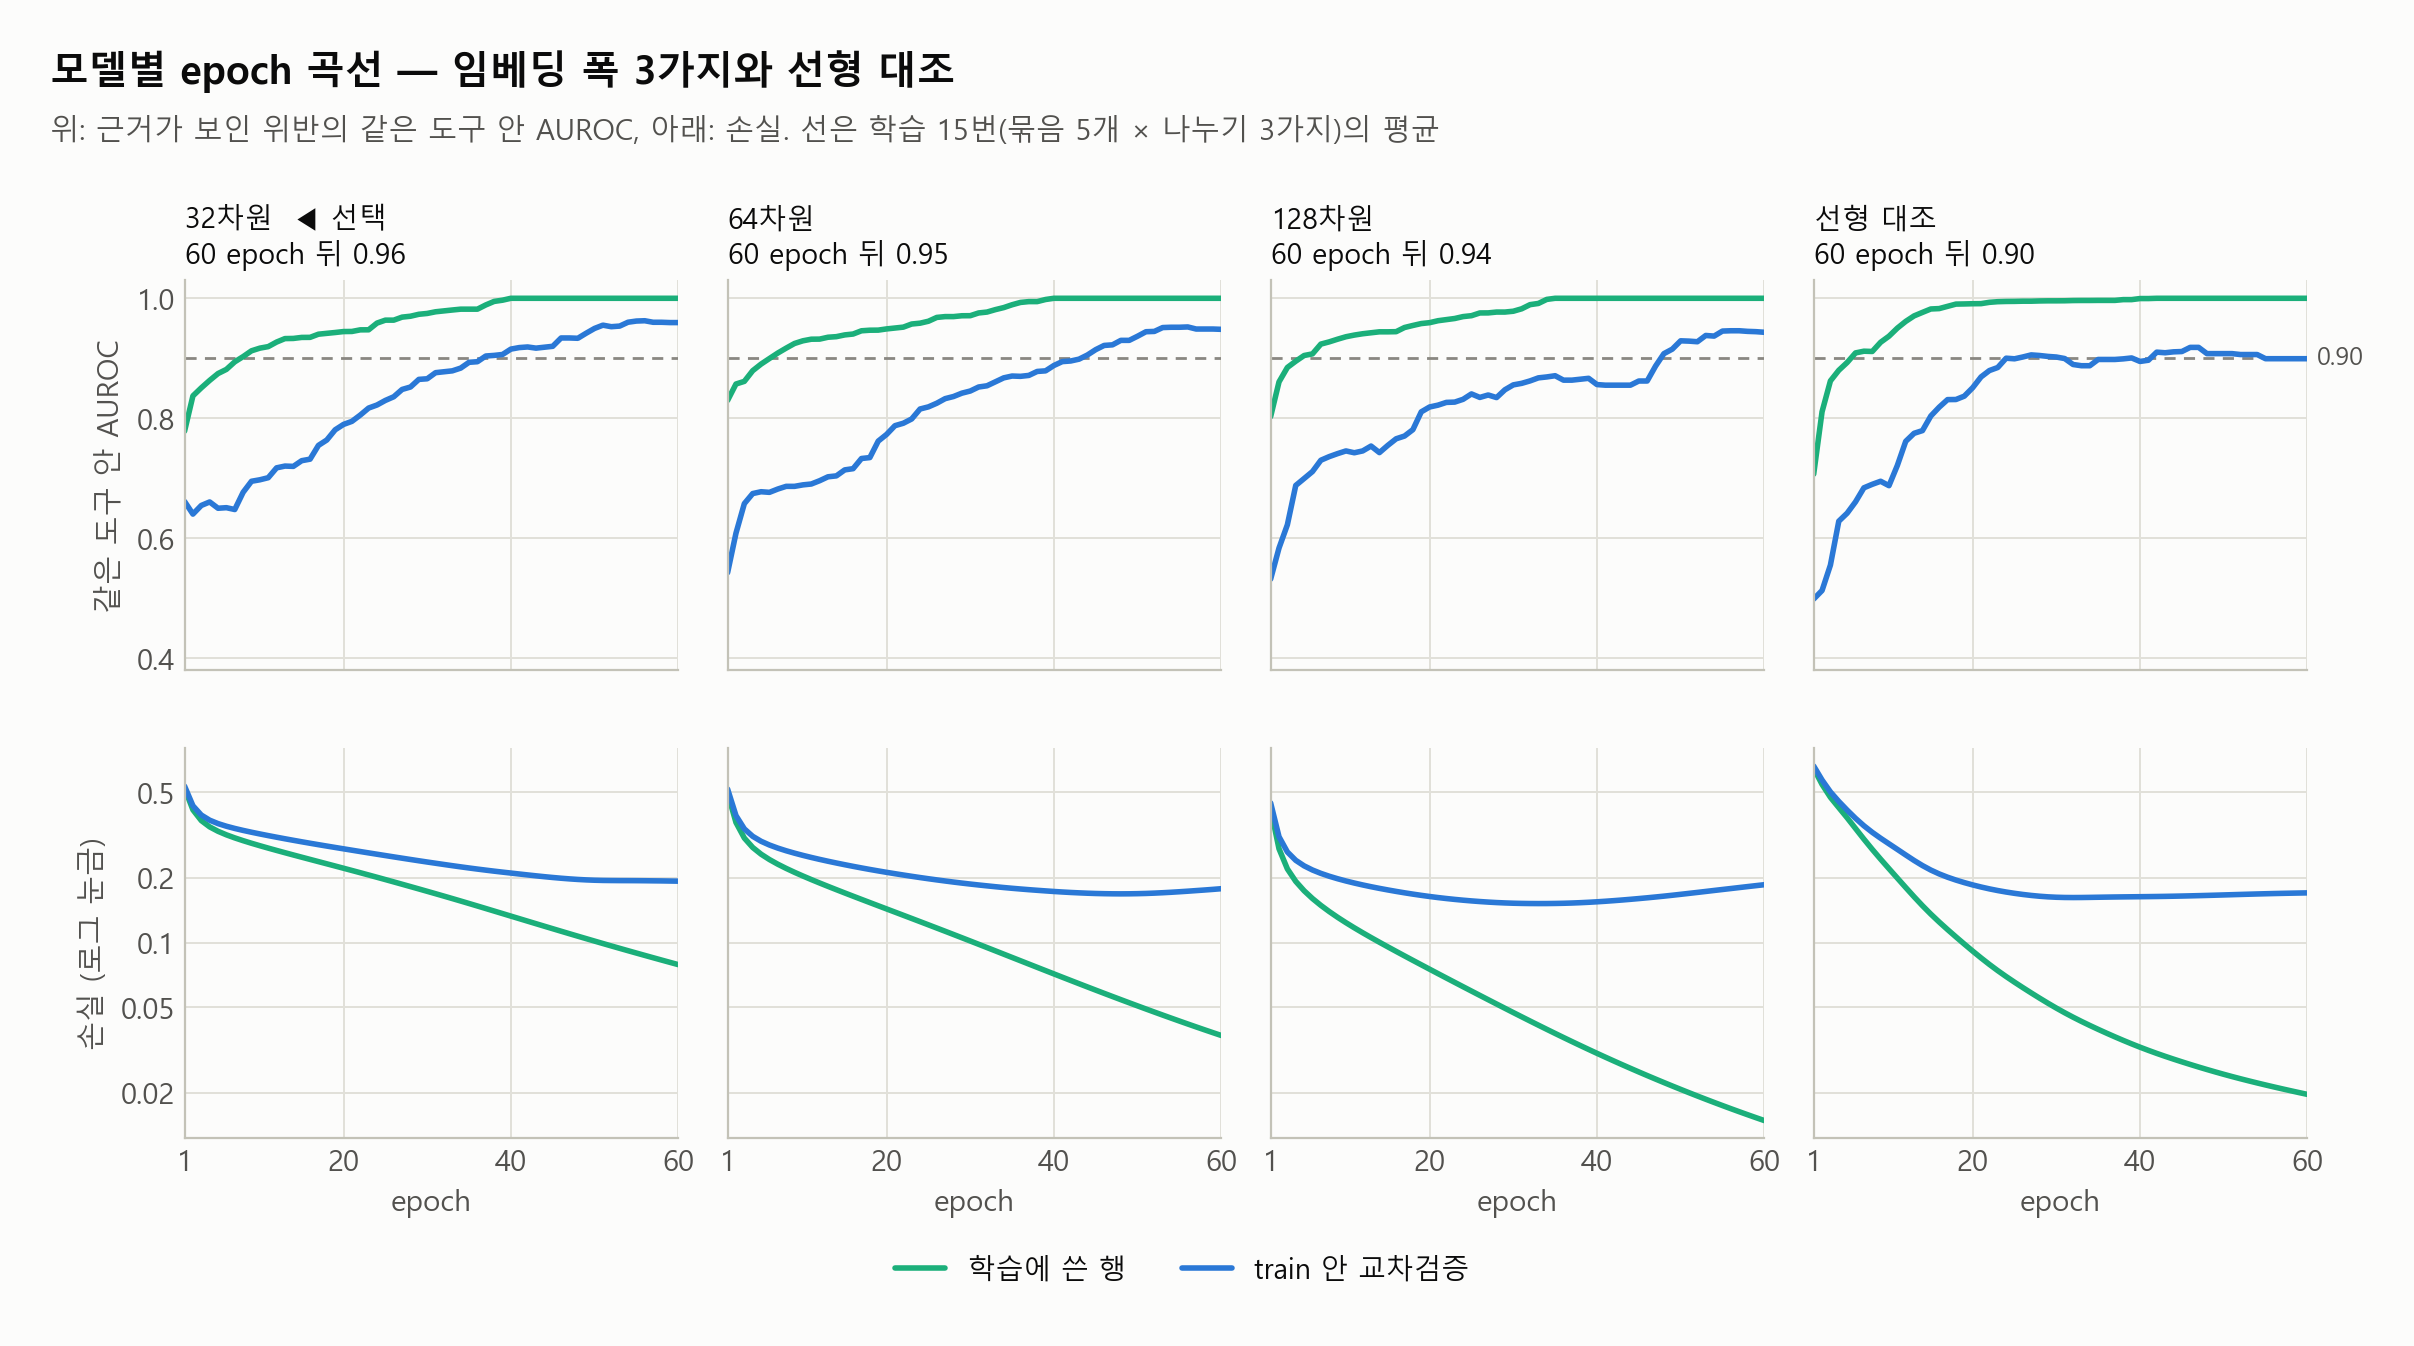 모델별 epoch 곡선 — 임베딩 폭 3가지와 선형 대조
위: 근거가 보인 위반의 같은 도구 안 AUROC, 아래: 손실. 선은 학습 15번(묶음 5개 × 나누기 3가지)의 평균
32차원 ◀ 선택
60 epoch 뒤 0.96
64차원
60 epoch 뒤 0.95
128차원
60 epoch 뒤 0.94
선형 대조
60 epoch 뒤 0.90
같은 도구 안 AUROC
1.0
0.8
0.6
0.4
0.90
손실 (로그 눈금)
0.5
0.2
0.1
0.05
0.02
1 20 40 60
1 20 40 60
1 20 40 60
1 20 40 60
epoch
epoch
epoch
epoch
학습에 쓴 행
train 안 교차검증